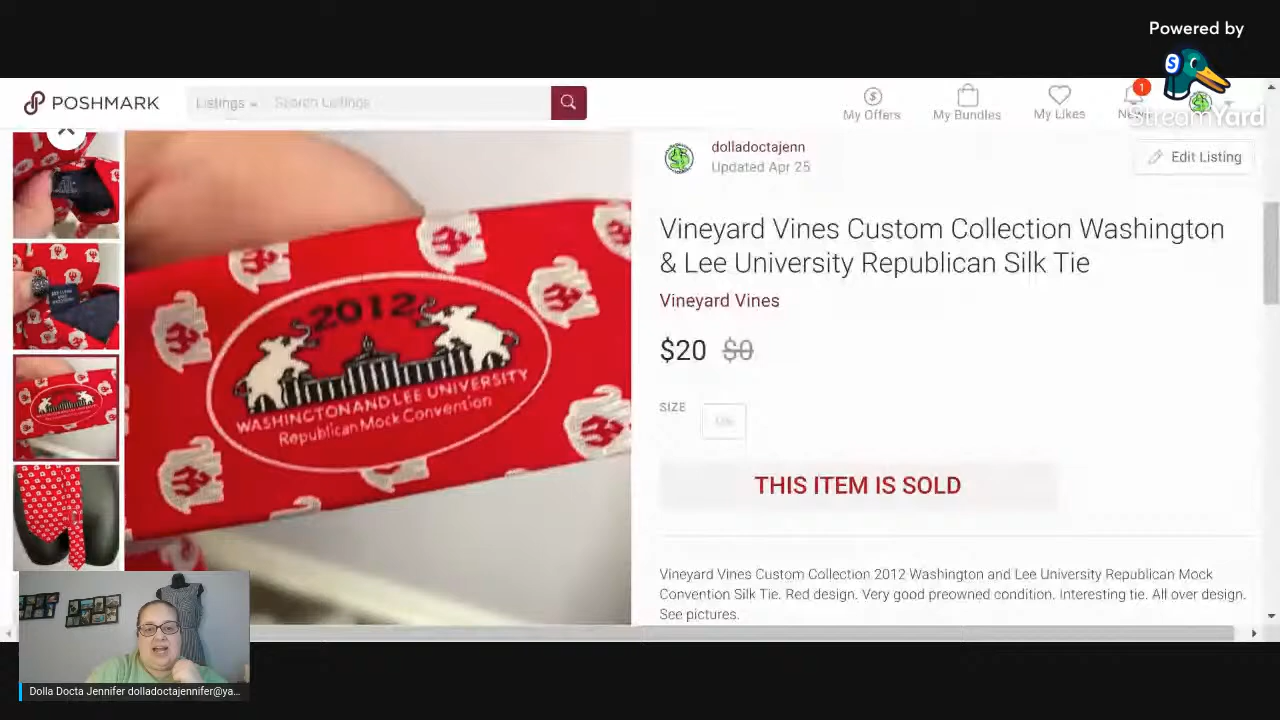 Powered by
StreamYard
POSHMARK
Listings
Search Listings
My Offers
My Bundles
My Likes
1
dolladoctajenn
Updated Apr 25
Edit Listing
Vineyard Vines Custom Collection Washington
& Lee University Republican Silk Tie
Vineyard Vines
$20 $0
SIZE
THIS ITEM IS SOLD
Vineyard Vines Custom Collection 2012 Washington and Lee University Republican Mock
Convention Silk Tie. Red design. Very good preowned condition. Interesting tie. All over design.
See pictures.
2012
WASHINGTON AND LEE UNIVERSITY
Republican Mock Convention
Dolla Docta Jennifer dolladoctajennifer@ya...